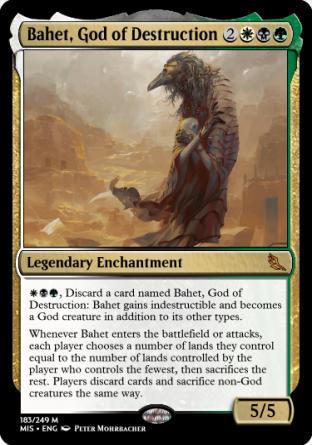 Bahet, God of Destruction 2
Legendary Enchantment
, Discard a card named Bahet, God of
Destruction: Bahet gains indestructible and becomes
a God creature in addition to its other types.
Whenever Bahet enters the battlefield or attacks,
each player chooses a number of lands they control
equal to the number of lands controlled by the
player who controls the fewest, then sacrifices
the rest. Players discard cards and sacrifice non-God
creatures the same way.
5/5
183/249 M
MIS • ENG Peter Mohrbacher